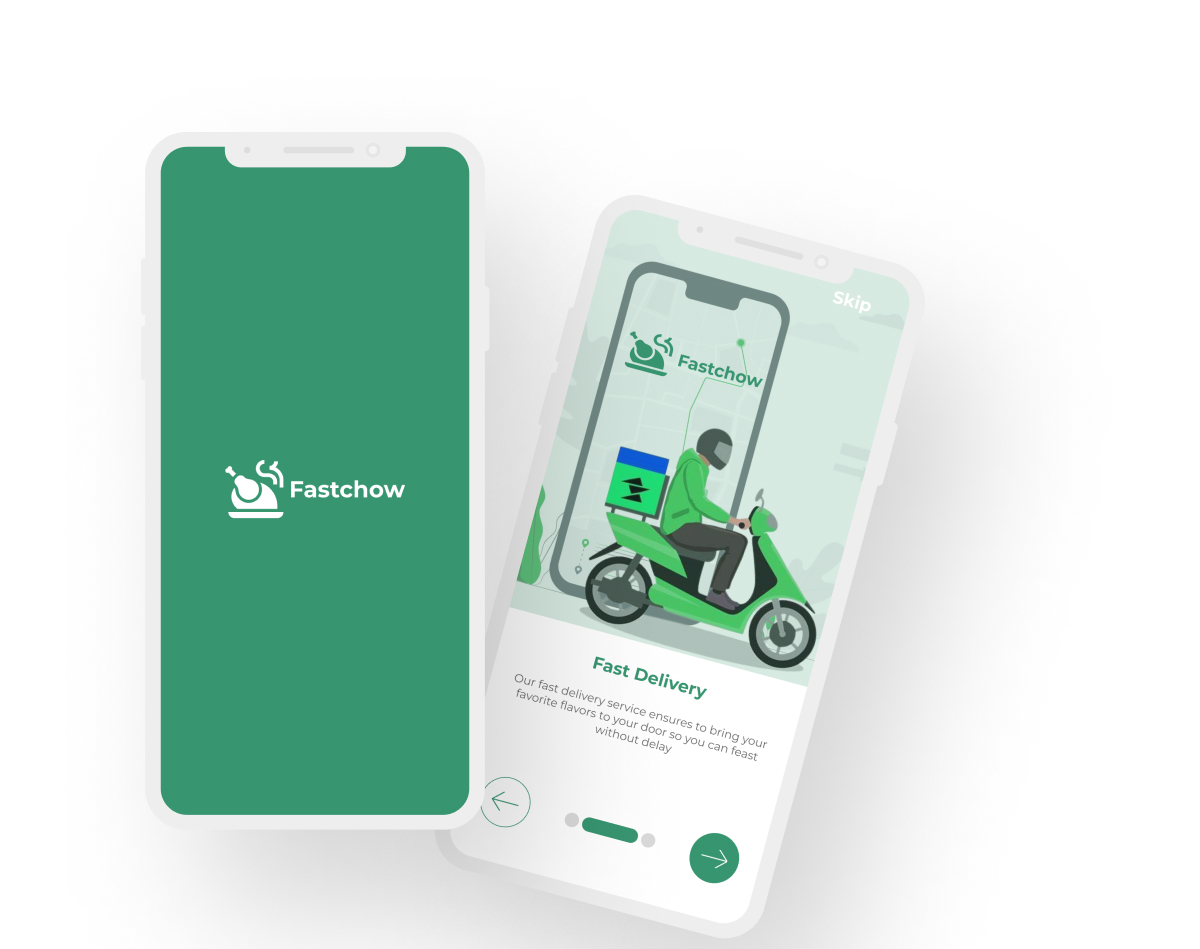 Fastchow
Skip
Fastchow
Fast Delivery
Our fast delivery service ensures to bring your
favorite flavors to your door so you can feast
without delay